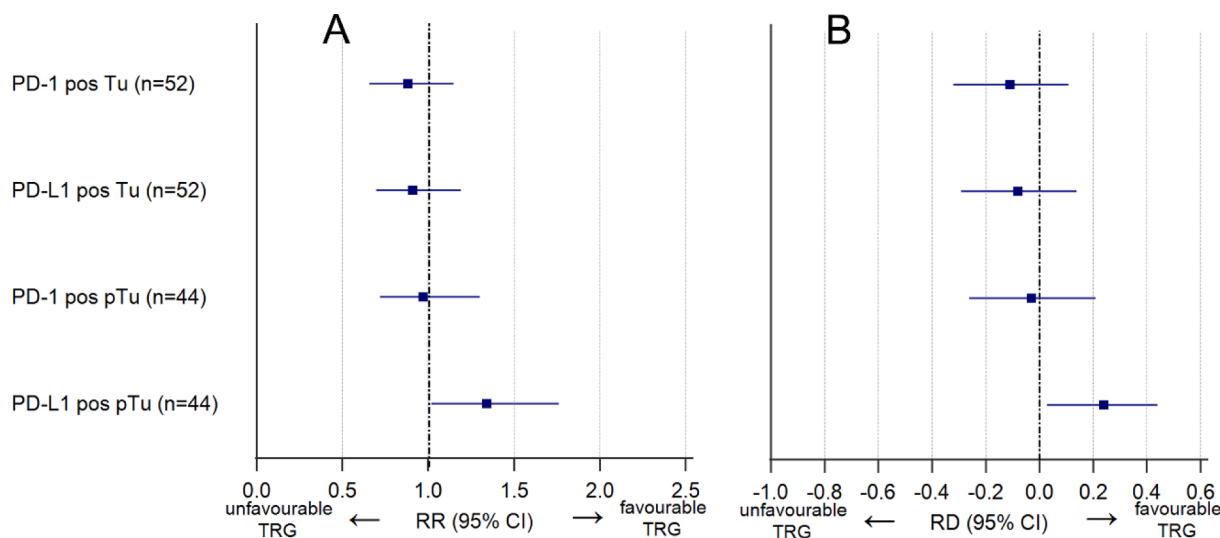 A
B
PD-1 pos Tu (n=52)
PD-L1 pos Tu (n=52)
PD-1 pos pTu (n=44)
PD-L1 pos pTu (n=44)
0.0 0.5 1.0 1.5 2.0 2.5
unfavourable TRG ← RR (95% CI) → favourable TRG
-1.0 -0.8 -0.6 -0.4 -0.2 0.0 0.2 0.4 0.6
unfavourable TRG ← RD (95% CI) → favourable TRG